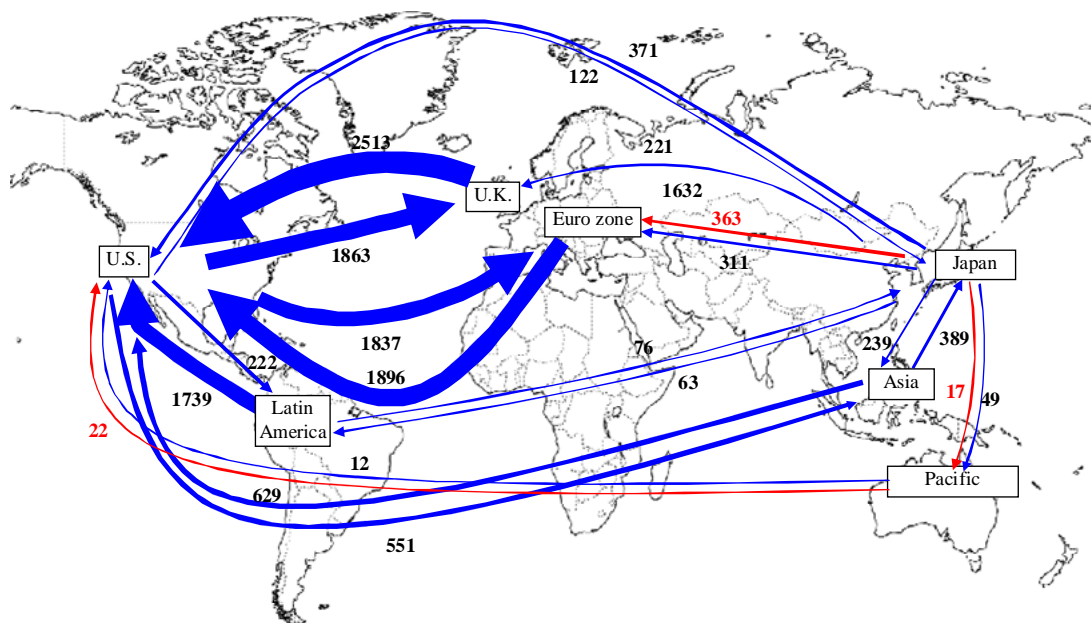 371
122
2513
221
U.K.
1632
Euro zone
363
1863
U.S.
311
Japan
1837
76
239
389
222
1896
63
Asia
1739
Latin
America
17
49
22
12
Pacific
629
551